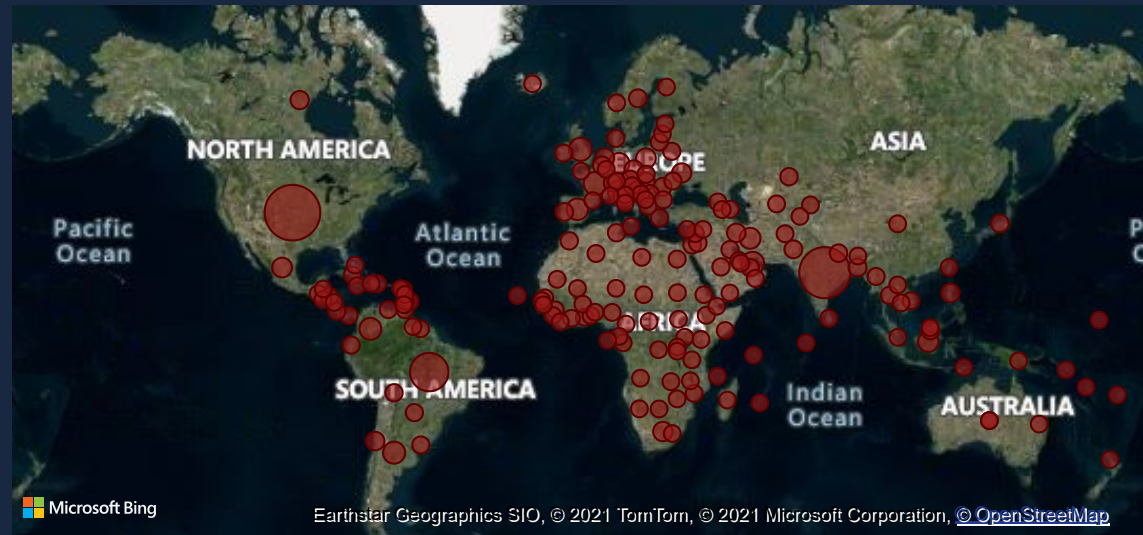 NORTH AMERICA
ASIA
EUROPE
Pacific
Ocean
Atlantic
Ocean
P
AFRICA
SOUTH AMERICA
Indian
Ocean
AUSTRALIA
Microsoft Bing
Earthstar Geographics SIO, © 2021 TomTom, © 2021 Microsoft Corporation, © OpenStreetMap